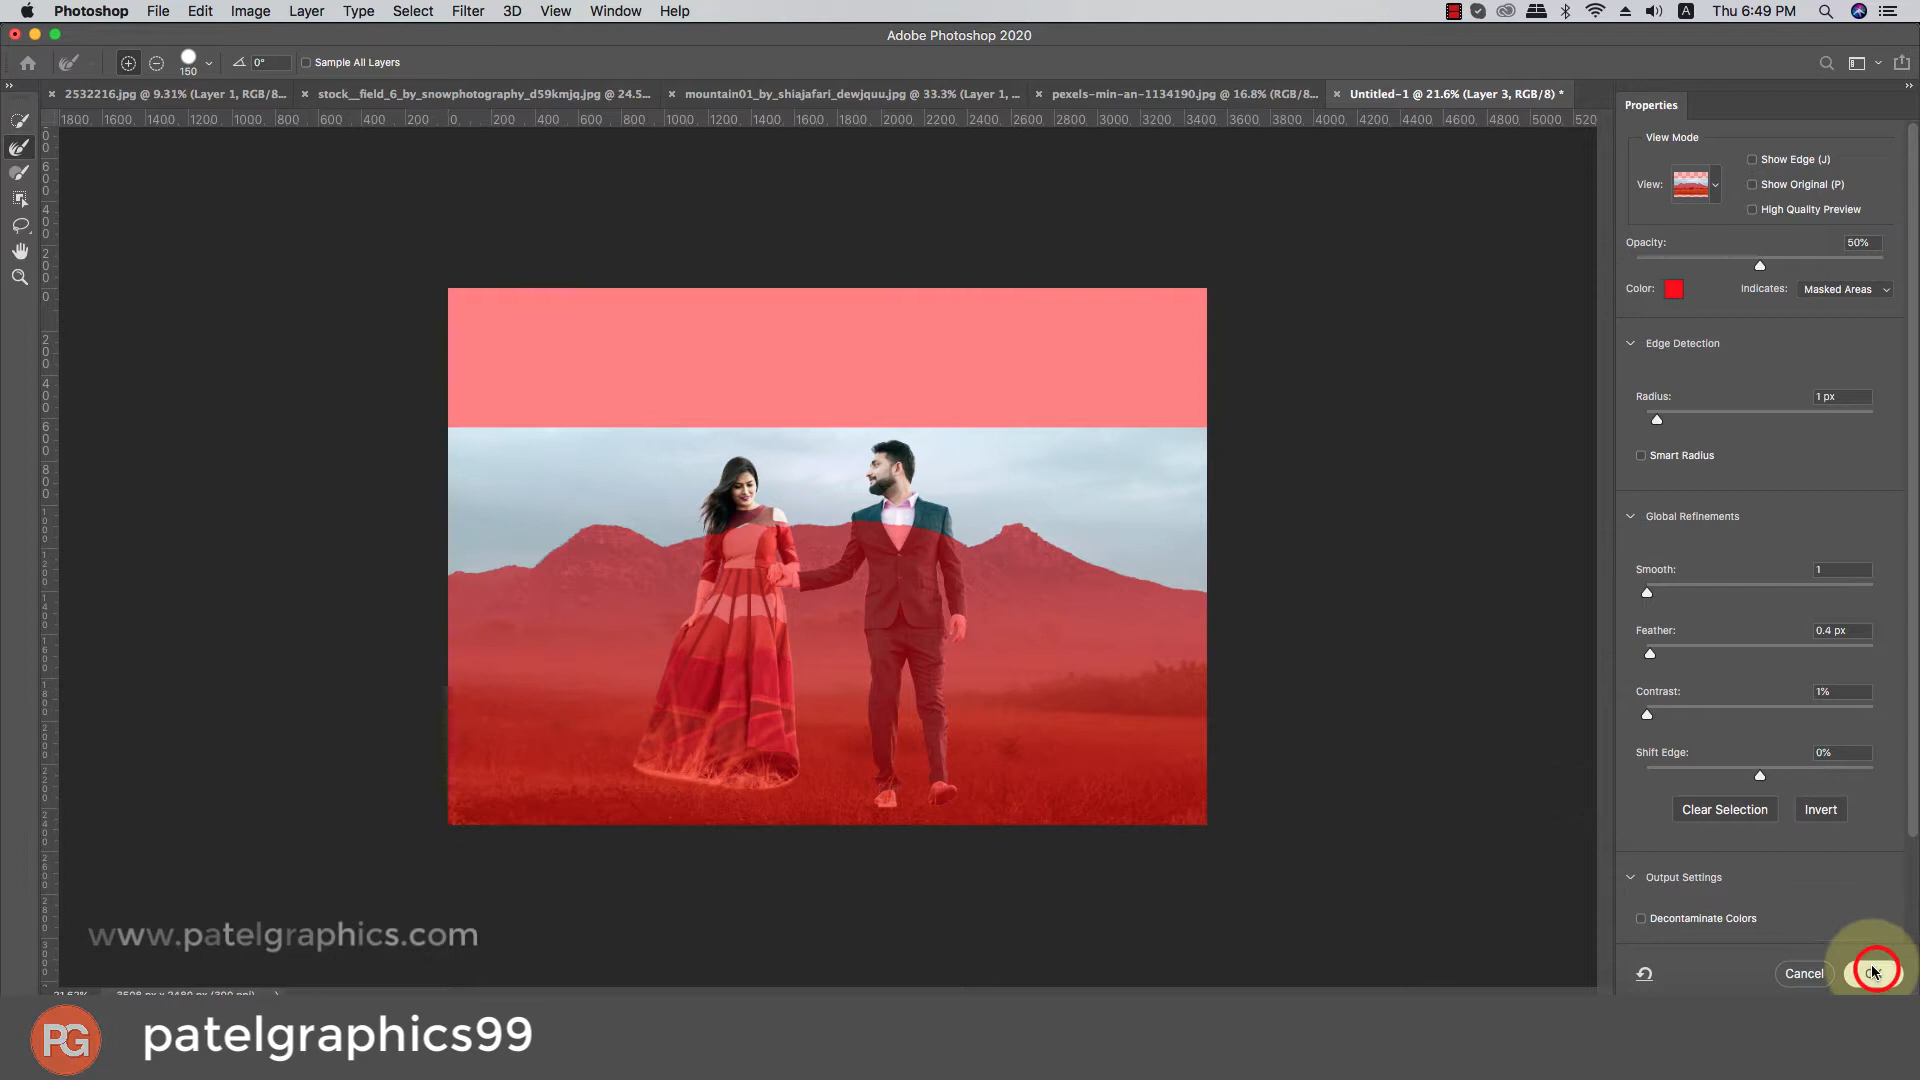 Photoshop File Edit Image Layer Type Select Filter 3D View Window Help A Thu 6:49 PM
Adobe Photoshop 2020
150 0° Sample All Layers
2532216.jpg @ 9.31% (Layer 1, RGB/8... stock__field_6_by_snowphotography_d59kmjq.jpg @ 24.5... mountain01_by_shiajafari_dewjquu.jpg @ 33.3% (Layer 1, ... pexels-min-an-1134190.jpg @ 16.8% (RGB/8... Untitled-1 @ 21.6% (Layer 3, RGB/8) *
1800 1600 1400 1200 1000 800 600 400 200 0 200 400 600 800 1000 1200 1400 1600 1800 2000 2200 2400 2600 2800 3000 3200 3400 3600 3800 4000 4200 4400 4600 4800 5000 520
Properties
View Mode
Show Edge (J)
View: Show Original (P)
High Quality Preview
Opacity: 50%
Color: Indicates: Masked Areas
Edge Detection
Radius: 1 px
Smart Radius
Global Refinements
Smooth: 1
Feather: 0.4 px
Contrast: 1%
Shift Edge: 0%
Clear Selection Invert
Output Settings
Decontaminate Colors
www.patelgraphics.com
Cancel
PG patelgraphics99